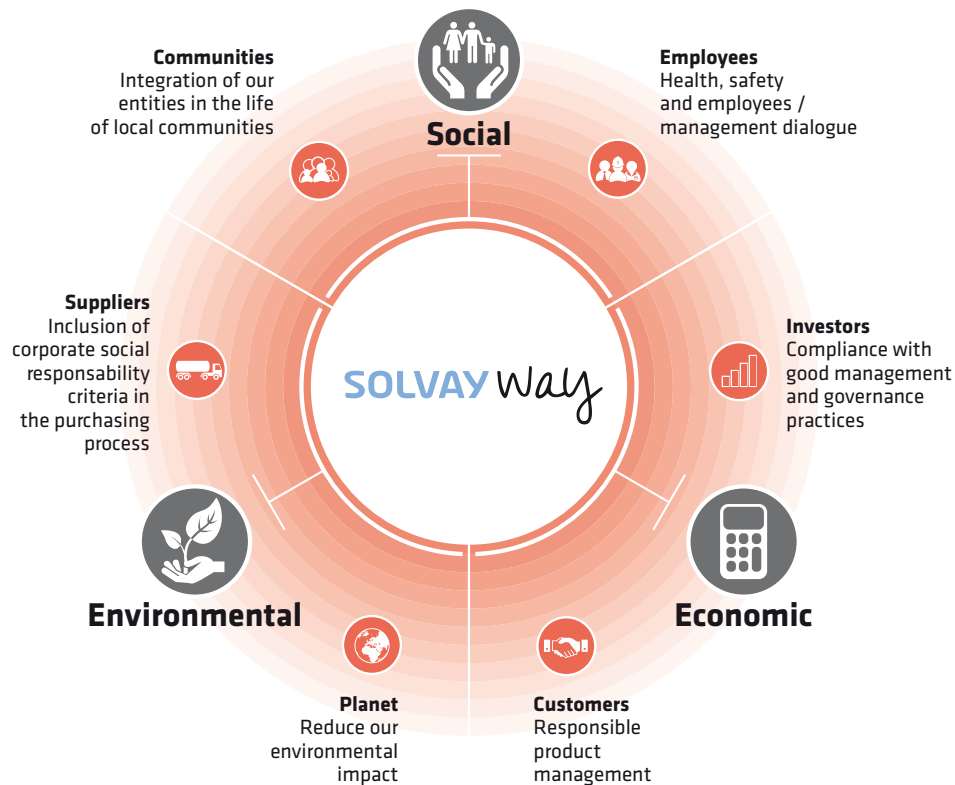 Communities
Integration of our
entities in the life
of local communities
Social
Employees
Health, safety
and employees /
management dialogue
Suppliers
Inclusion of
corporate social
responsability
criteria in
the purchasing
process
SOLVAY way
Investors
Compliance with
good management
and governance
practices
Environmental
Economic
Planet
Reduce our
environmental
impact
Customers
Responsible
product
management